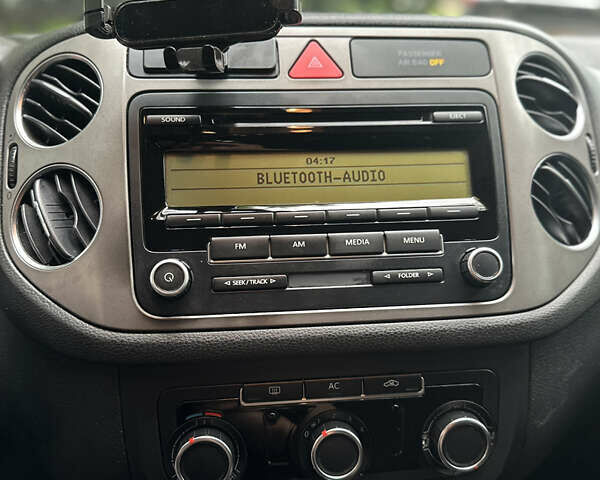 PASSENGER
AIR BAG OFF
SOUND
EJECT
04:17
BLUETOOTH-AUDIO
FM AM MEDIA MENU
SEEK/TRACK FOLDER
AC